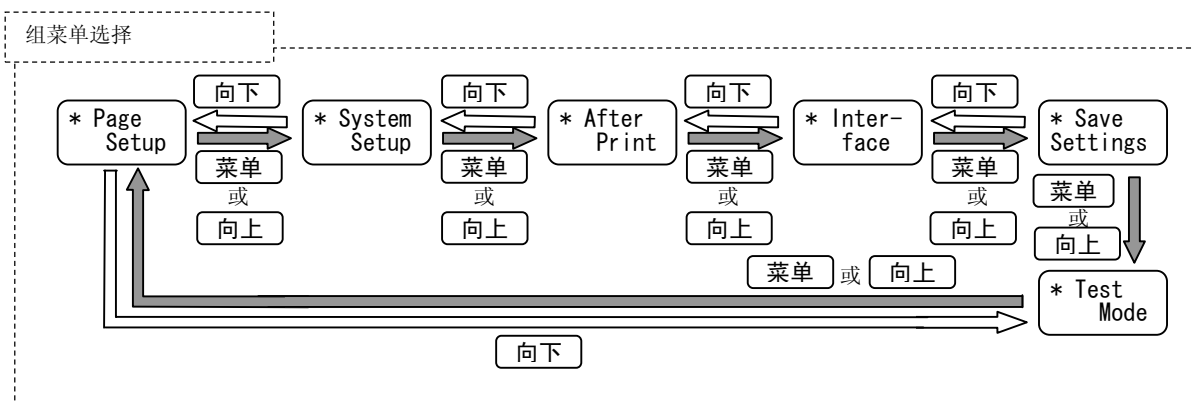 组菜单选择
向下
向下
向下
向下
* Page
Setup
* System
Setup
* After
Print
* Inter-
face
* Save
Settings
菜单
或
向上
菜单
或
向上
菜单
或
向上
菜单
或
向上
菜单
或
向上
菜单 或 向上
* Test
Mode
向下